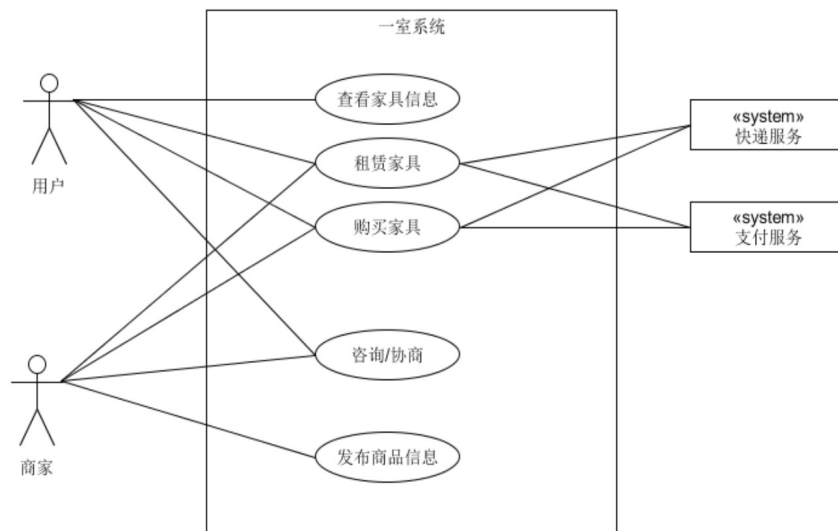 一室系统
查看家具信息
租赁家具
购买家具
咨询/协商
发布商品信息
用户
商家
«system»
快递服务
«system»
支付服务